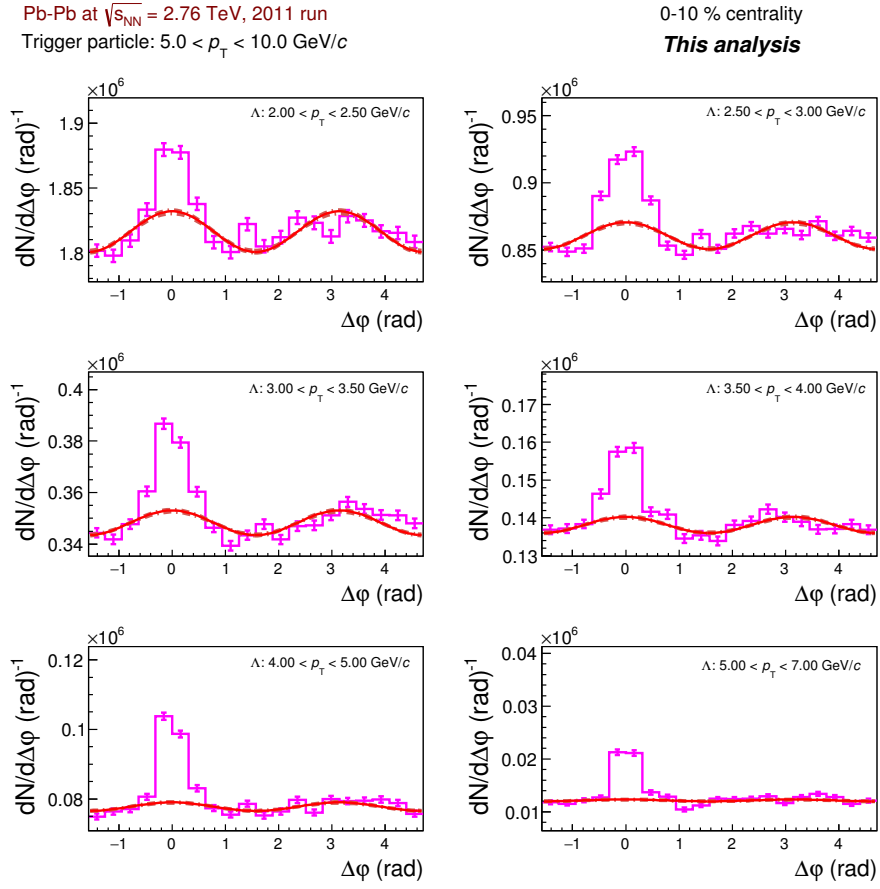 Pb-Pb at √s_NN = 2.76 TeV, 2011 run
0-10 % centrality
Trigger particle: 5.0 < p_T < 10.0 GeV/c
This analysis
×10^6
Λ: 2.00 < p_T < 2.50 GeV/c
dN/dΔφ (rad)^-1
1.9
1.85
1.8
−1 0 1 2 3 4
Δφ (rad)
×10^6
Λ: 2.50 < p_T < 3.00 GeV/c
dN/dΔφ (rad)^-1
0.95
0.9
0.85
−1 0 1 2 3 4
Δφ (rad)
×10^6
Λ: 3.00 < p_T < 3.50 GeV/c
dN/dΔφ (rad)^-1
0.4
0.38
0.36
0.34
−1 0 1 2 3 4
Δφ (rad)
×10^6
Λ: 3.50 < p_T < 4.00 GeV/c
dN/dΔφ (rad)^-1
0.17
0.16
0.15
0.14
0.13
−1 0 1 2 3 4
Δφ (rad)
×10^6
Λ: 4.00 < p_T < 5.00 GeV/c
dN/dΔφ (rad)^-1
0.12
0.1
0.08
−1 0 1 2 3 4
Δφ (rad)
×10^6
Λ: 5.00 < p_T < 7.00 GeV/c
dN/dΔφ (rad)^-1
0.04
0.03
0.02
0.01
−1 0 1 2 3 4
Δφ (rad)